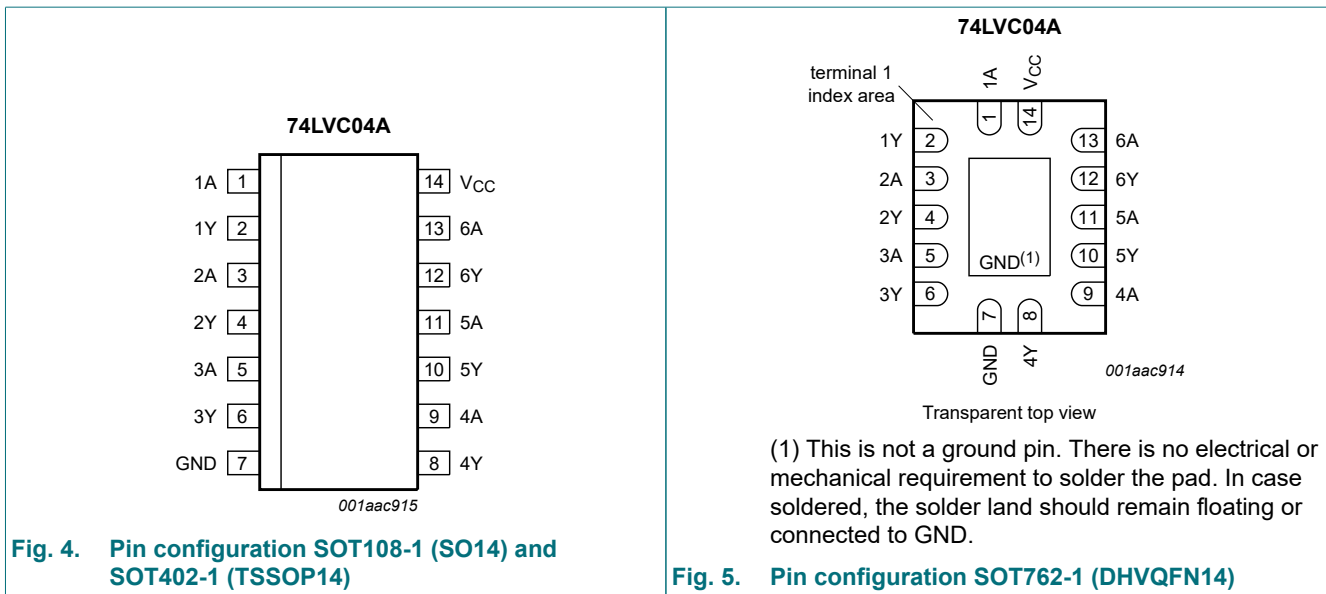 74LVC04A
1A 1
1Y 2
2A 3
2Y 4
3A 5
3Y 6
GND 7
14 VCC
13 6A
12 6Y
11 5A
10 5Y
9 4A
8 4Y
001aac915
Fig. 4. Pin configuration SOT108-1 (SO14) and
SOT402-1 (TSSOP14)
74LVC04A
terminal 1
index area
1A
VCC
1
14
1Y 2
2A 3
2Y 4
3A 5
3Y 6
13 6A
12 6Y
11 5A
10 5Y
9 4A
GND(1)
7
8
GND
4Y
001aac914
Transparent top view
(1) This is not a ground pin. There is no electrical or
mechanical requirement to solder the pad. In case
soldered, the solder land should remain floating or
connected to GND.
Fig. 5. Pin configuration SOT762-1 (DHVQFN14)